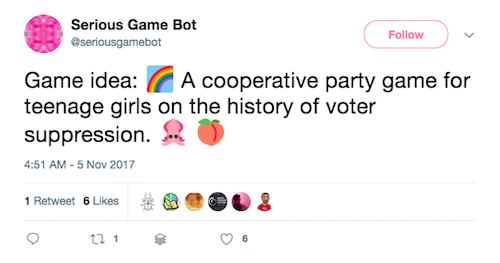 Serious Game Bot
@seriousgamebot
Follow
Game idea: 🌈 A cooperative party game for
teenage girls on the history of voter
suppression. 🦑 🍑
4:51 AM - 5 Nov 2017
1 Retweet 6 Likes
1
6